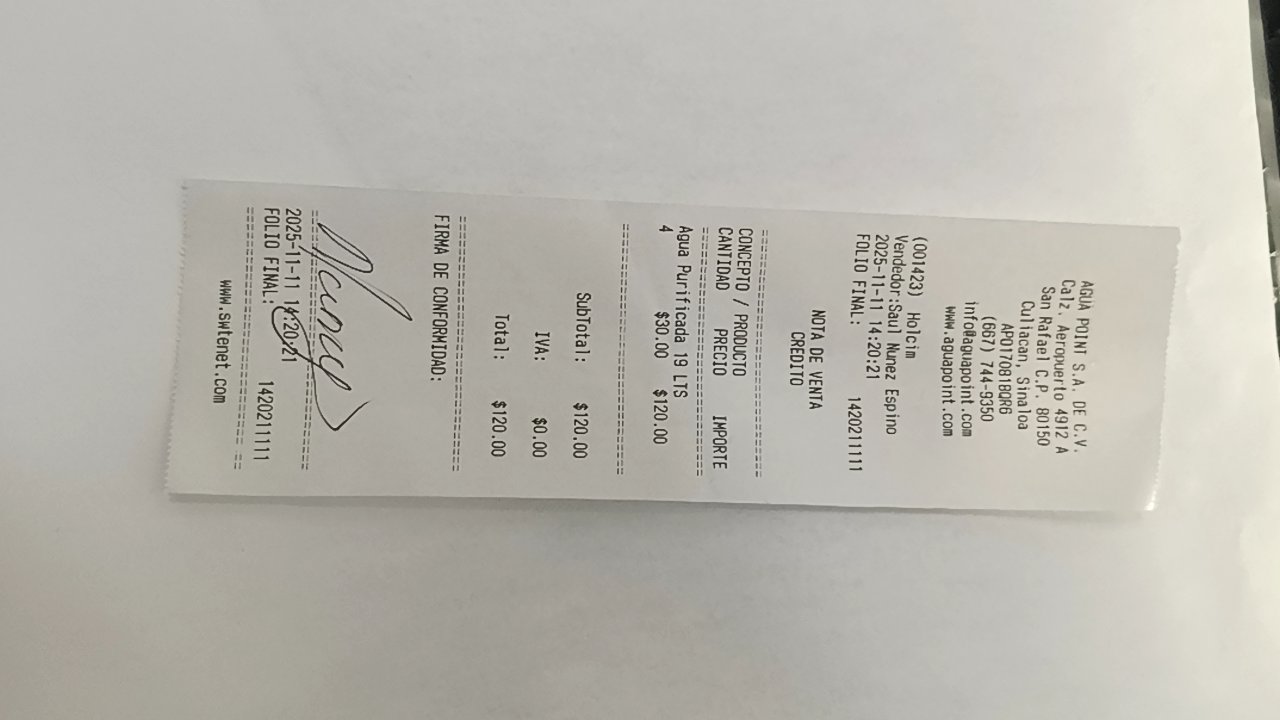 AGUA POINT S.A. DE C.V.
Calz. Aeropuerto 4912 A
San Rafael C.P. 80150
Culiacan, Sinaloa
APO170818QR6
(667) 744-9350
info@aguapoint.com
www.aguapoint.com
(001423) Holcim
Vendedor:Saul Nunez Espino
2025-11-11 14:20:21
FOLIO FINAL: 1420211111
NOTA DE VENTA
CREDITO
CONCEPTO / PRODUCTO
CANTIDAD PRECIO IMPORTE
Agua Purificada 19 LTS
4 $30.00 $120.00
SubTotal: $120.00
IVA: $0.00
Total: $120.00
FIRMA DE CONFORMIDAD:
2025-11-11 14:20:21
FOLIO FINAL: 1420211111
www.swtenet.com